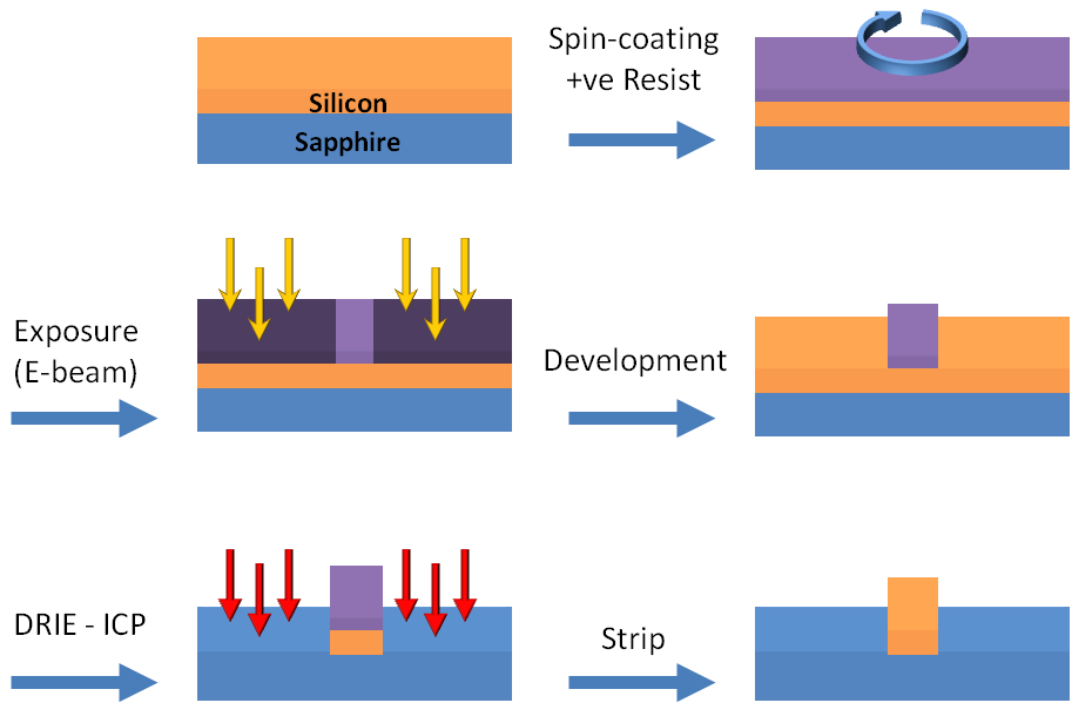 Silicon
Sapphire
Spin-coating
+ve Resist
Exposure
(E-beam)
Development
DRIE - ICP
Strip